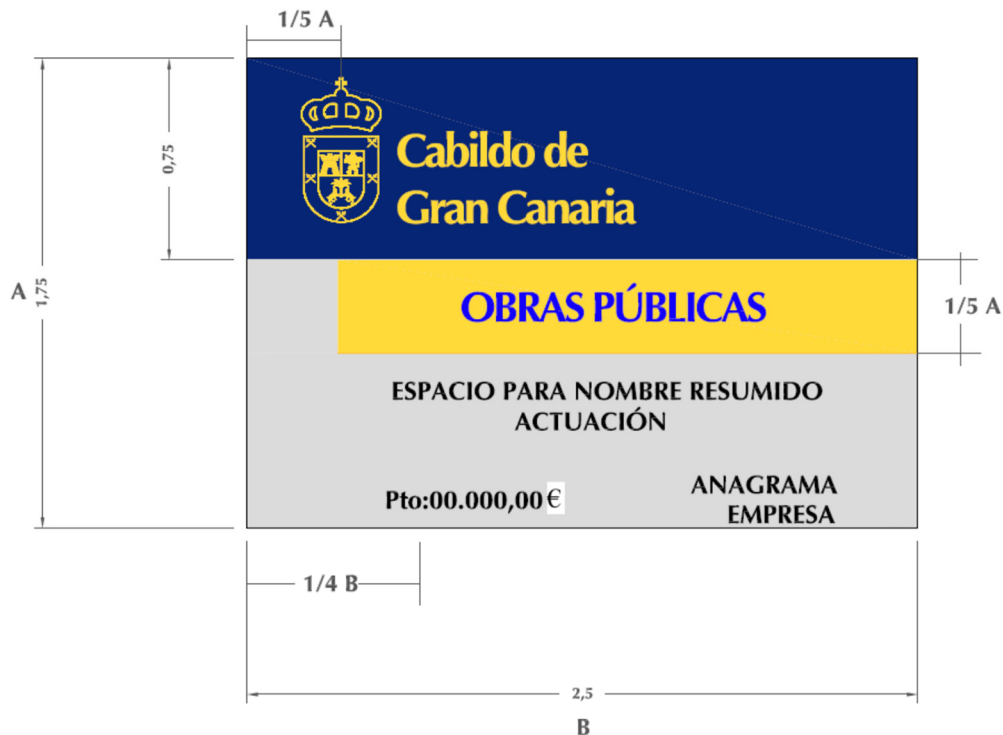 1/5 A
0,75
Cabildo de
Gran Canaria
A
1,75
OBRAS PÚBLICAS
1/5 A
ESPACIO PARA NOMBRE RESUMIDO
ACTUACIÓN
Pto:00.000,00 €
ANAGRAMA
EMPRESA
1/4 B
2,5
B